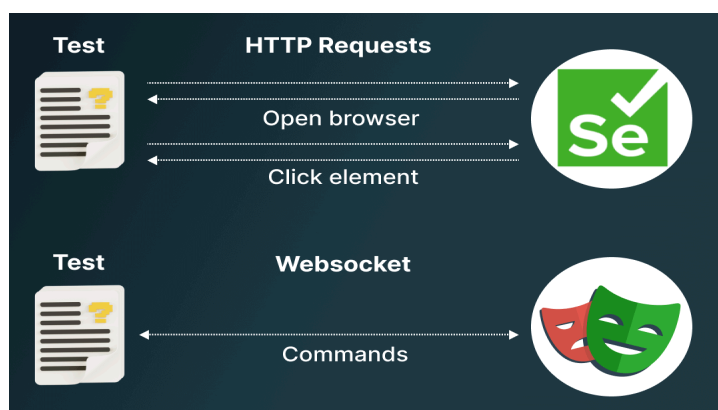 Test
HTTP Requests
?
Open browser
Se
Click element
Test
Websocket
?
Commands